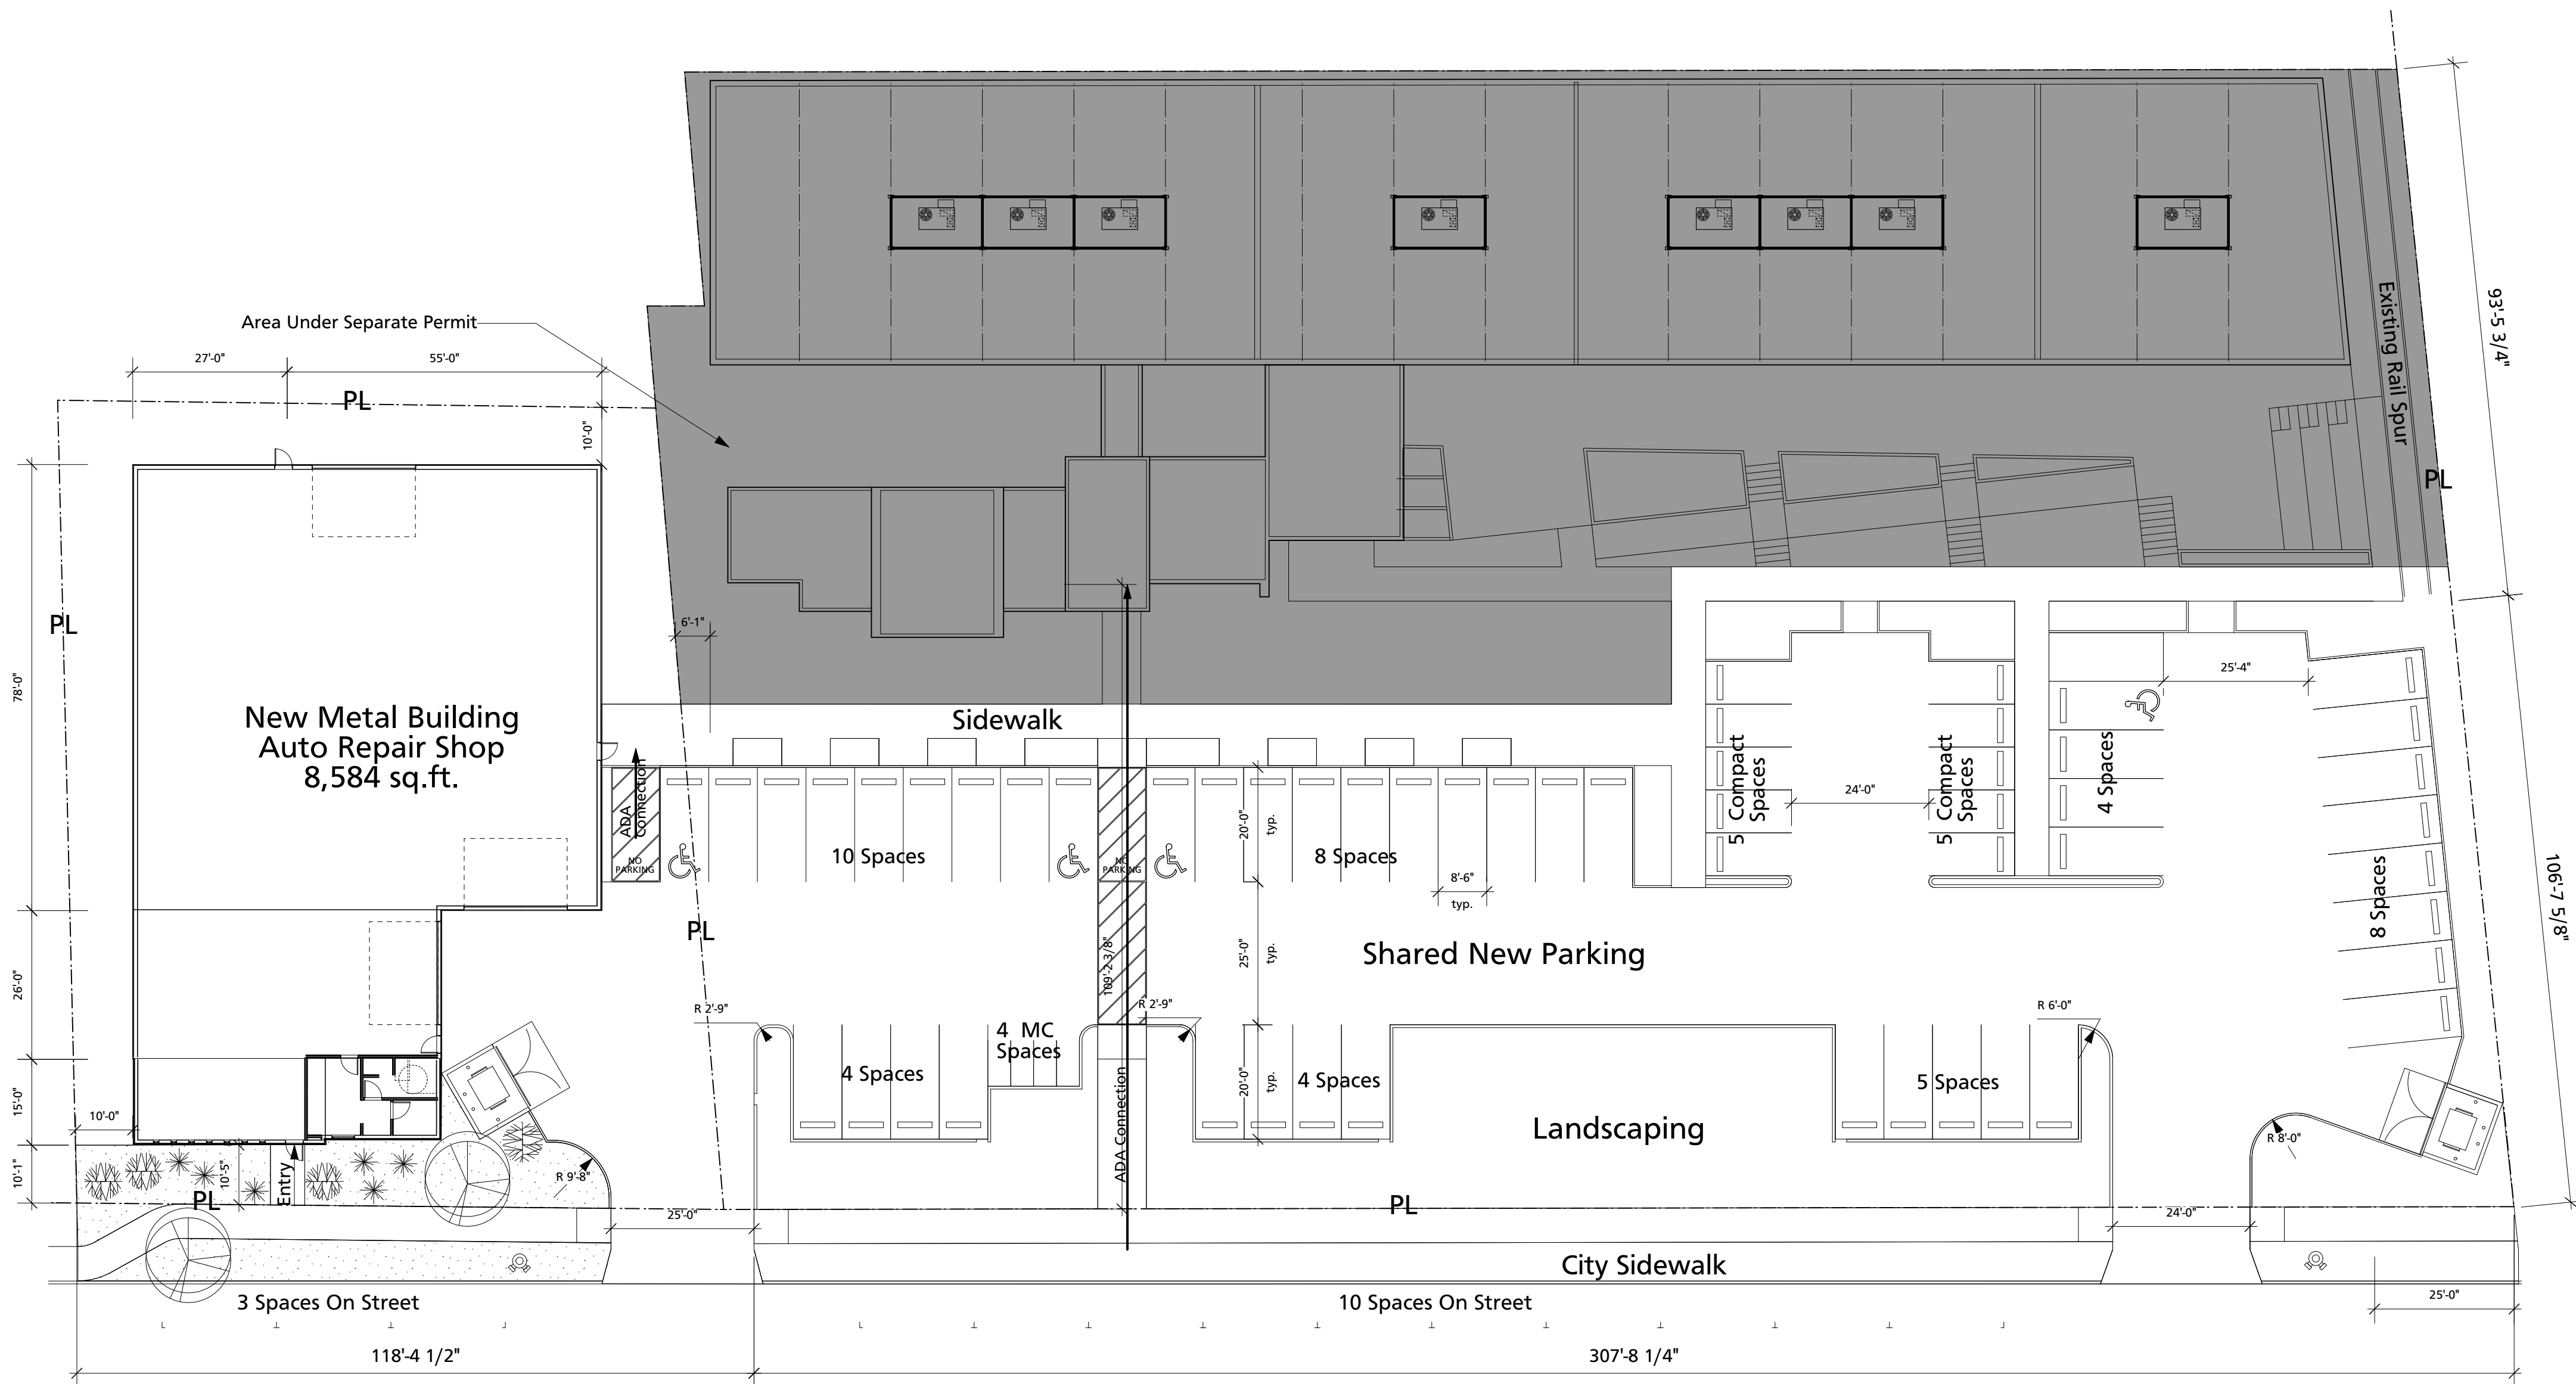 93'-5 3/4"
Existing Rail Spur
Area Under Separate Permit
27'-0"
55'-0"
PL
10'-0"
PL
PL
6'-1"
25'-4"
78'-0"
New Metal Building
Auto Repair Shop
8,584 sq.ft.
Sidewalk
ADA
Connection
NO
PARKING
10 Spaces
NO
PARKING
20'-0"
typ.
8 Spaces
8'-6"
typ.
5 Compact
Spaces
24'-0"
5 Compact
Spaces
4 Spaces
8 Spaces
106'-7 5/8"
PL
109'-2 3/8"
25'-0"
typ.
Shared New Parking
26'-0"
R 2'-9"
R 2'-9"
R 6'-0"
4 MC
Spaces
4 Spaces
20'-0"
typ.
4 Spaces
5 Spaces
15'-0"
10'-0"
ADA Connection
Landscaping
R 8'-0"
10'-1"
10'-5"
Entry
R 9'-8"
PL
PL
25'-0"
24'-0"
City Sidewalk
3 Spaces On Street
10 Spaces On Street
25'-0"
118'-4 1/2"
307'-8 1/4"